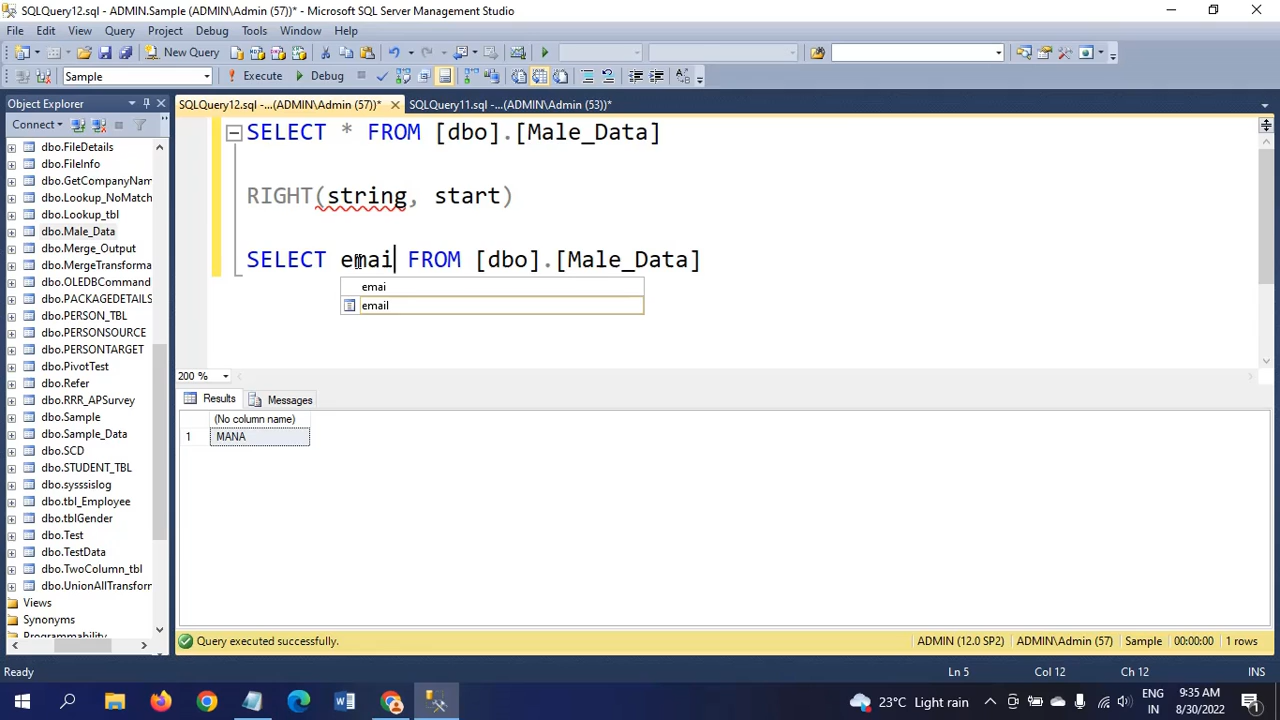 SQLQuery12.sql - ADMIN.Sample (ADMIN\Admin (57))* - Microsoft SQL Server Management Studio
File Edit View Query Project Debug Tools Window Help
New Query
Sample Execute Debug
Object Explorer
SQLQuery12.sql -...(ADMIN\Admin (57))* SQLQuery11.sql -...(ADMIN\Admin (53))*
Connect
dbo.FileDetails
dbo.FileInfo
dbo.GetCompanyNam
dbo.Lookup_NoMatch
dbo.Lookup_tbl
dbo.Male_Data
dbo.Merge_Output
dbo.MergeTransforma
dbo.OLEDBCommand
dbo.PACKAGEDETAILS
dbo.PERSON_TBL
dbo.PERSONSOURCE
dbo.PERSONTARGET
dbo.PivotTest
dbo.Refer
dbo.RRR_APSurvey
dbo.Sample
dbo.Sample_Data
dbo.SCD
dbo.STUDENT_TBL
dbo.sysssislog
dbo.tbl_Employee
dbo.tblGender
dbo.Test
dbo.TestData
dbo.TwoColumn_tbl
dbo.UnionAllTransforn
Views
Synonyms
Programmability
SELECT * FROM [dbo].[Male_Data]
RIGHT(string, start)
SELECT emai FROM [dbo].[Male_Data]
emai
email
200 %
Results Messages
(No column name)
1 MANA
Query executed successfully. ADMIN (12.0 SP2) ADMIN\Admin (57) Sample 00:00:00 1 rows
Ready Ln 5 Col 12 Ch 12 INS
23°C Light rain
ENG
IN
9:35 AM
8/30/2022
1